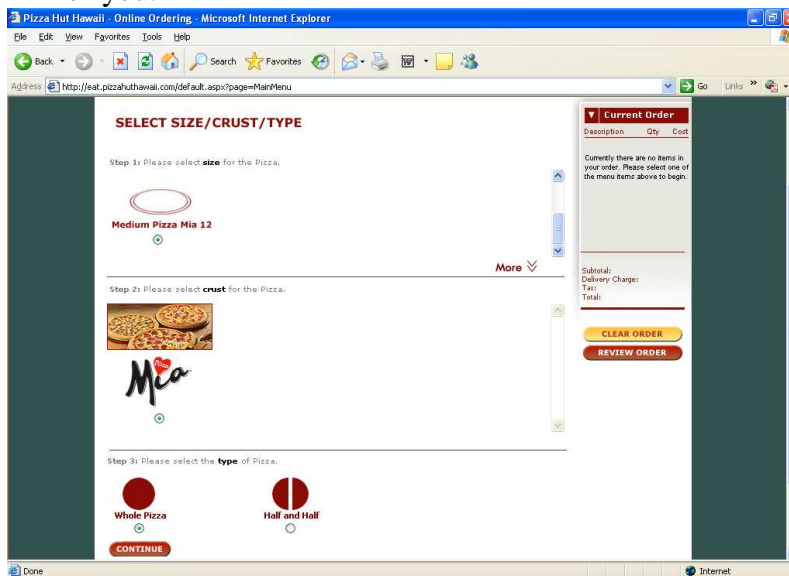 Pizza Hut Hawaii - Online Ordering - Microsoft Internet Explorer
File Edit View Favorites Tools Help
Back Search Favorites
Address http://eat.pizzahuthawaii.com/default.aspx?page=MainMenu Go Links »
SELECT SIZE/CRUST/TYPE
Step 1: Please select size for the Pizza.
Medium Pizza Mia 12
More
Step 2: Please select crust for the Pizza.
Pizza
Mia
Step 3: Please select the type of Pizza.
Whole Pizza Half and Half
CONTINUE
Current Order
Description Qty Cost
Currently there are no items in
your order. Please select one of
the menu items above to begin.
Subtotal:
Delivery Charge:
Tax:
Total:
CLEAR ORDER
REVIEW ORDER
Done Internet